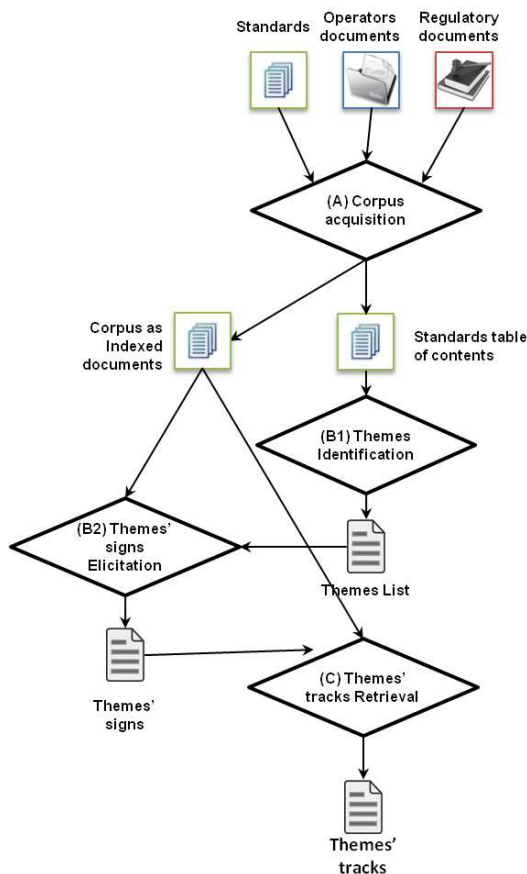 Standards
Operators
documents
Regulatory
documents
(A) Corpus
acquisition
Corpus as
Indexed
documents
Standards table
of contents
(B1) Themes
Identification
(B2) Themes'
signs
Elicitation
Themes List
Themes'
signs
(C) Themes'
tracks Retrieval
Themes'
tracks